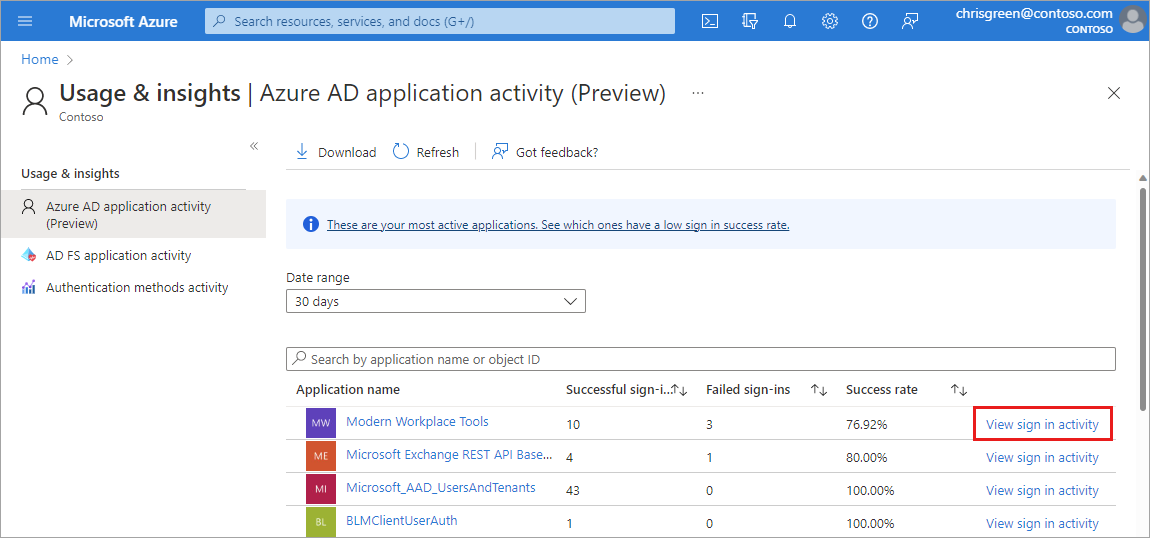 Microsoft Azure
Search resources, services, and docs (G+/)
chrisgreen@contoso.com
CONTOSO
Home
Usage & insights | Azure AD application activity (Preview)
Contoso
Download
Refresh
Got feedback?
Usage & insights
Azure AD application activity
(Preview)
AD FS application activity
Authentication methods activity
These are your most active applications. See which ones have a low sign in success rate.
Date range
30 days
Search by application name or object ID
Application name Successful sign-i... Failed sign-ins Success rate
MW Modern Workplace Tools 10 3 76.92% View sign in activity
ME Microsoft Exchange REST API Base... 4 1 80.00% View sign in activity
MI Microsoft_AAD_UsersAndTenants 43 0 100.00% View sign in activity
BL BLMClientUserAuth 1 0 100.00% View sign in activity